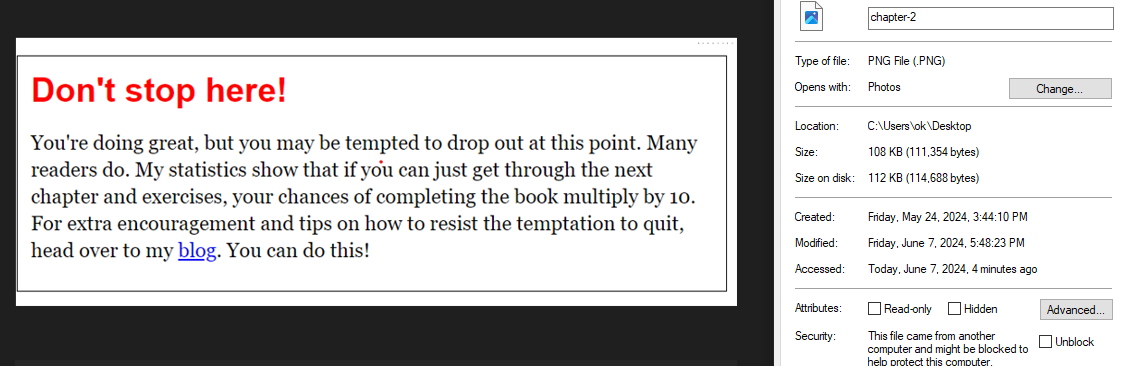 Don't stop here!
You're doing great, but you may be tempted to drop out at this point. Many
readers do. My statistics show that if you can just get through the next
chapter and exercises, your chances of completing the book multiply by 10.
For extra encouragement and tips on how to resist the temptation to quit,
head over to my blog. You can do this!
chapter-2
Type of file: PNG File (.PNG)
Opens with: Photos Change...
Location: C:\Users\ok\Desktop
Size: 108 KB (111,354 bytes)
Size on disk: 112 KB (114,688 bytes)
Created: Friday, May 24, 2024, 3:44:10 PM
Modified: Friday, June 7, 2024, 5:48:23 PM
Accessed: Today, June 7, 2024, 4 minutes ago
Attributes: Read-only Hidden Advanced...
Security: This file came from another
computer and might be blocked to Unblock
help protect this computer.